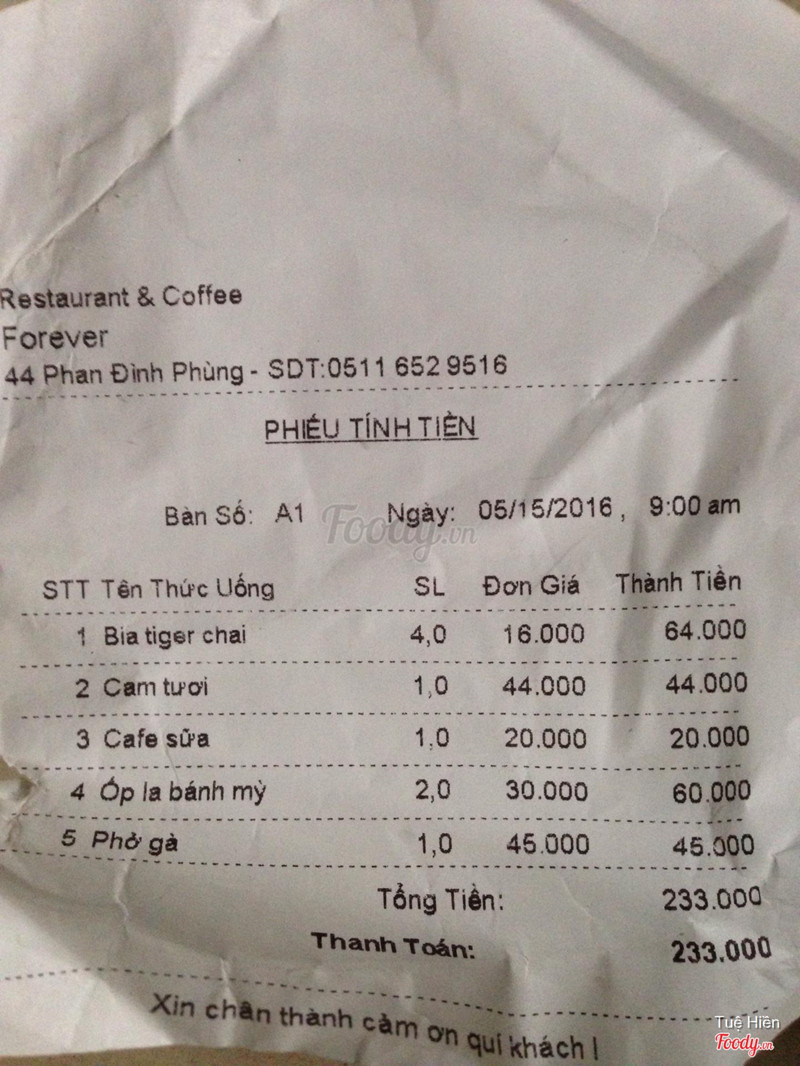 Restaurant & Coffee
Forever
44 Phan Đình Phùng - SDT:0511 652 9516
PHIẾU TÍNH TIỀN
Bàn Số: A1 Ngày: 05/15/2016 , 9:00 am
Foody.vn
STT Tên Thức Uống SL Đơn Giá Thành Tiền
1 Bia tiger chai 4,0 16.000 64.000
2 Cam tươi 1,0 44.000 44.000
3 Cafe sữa 1,0 20.000 20.000
4 Ốp la bánh mỳ 2,0 30.000 60.000
5 Phở gà 1,0 45.000 45.000
Tổng Tiền: 233.000
Thanh Toán: 233.000
Xin chân thành cảm ơn quí khách !
Tuệ Hiền
Foody.vn